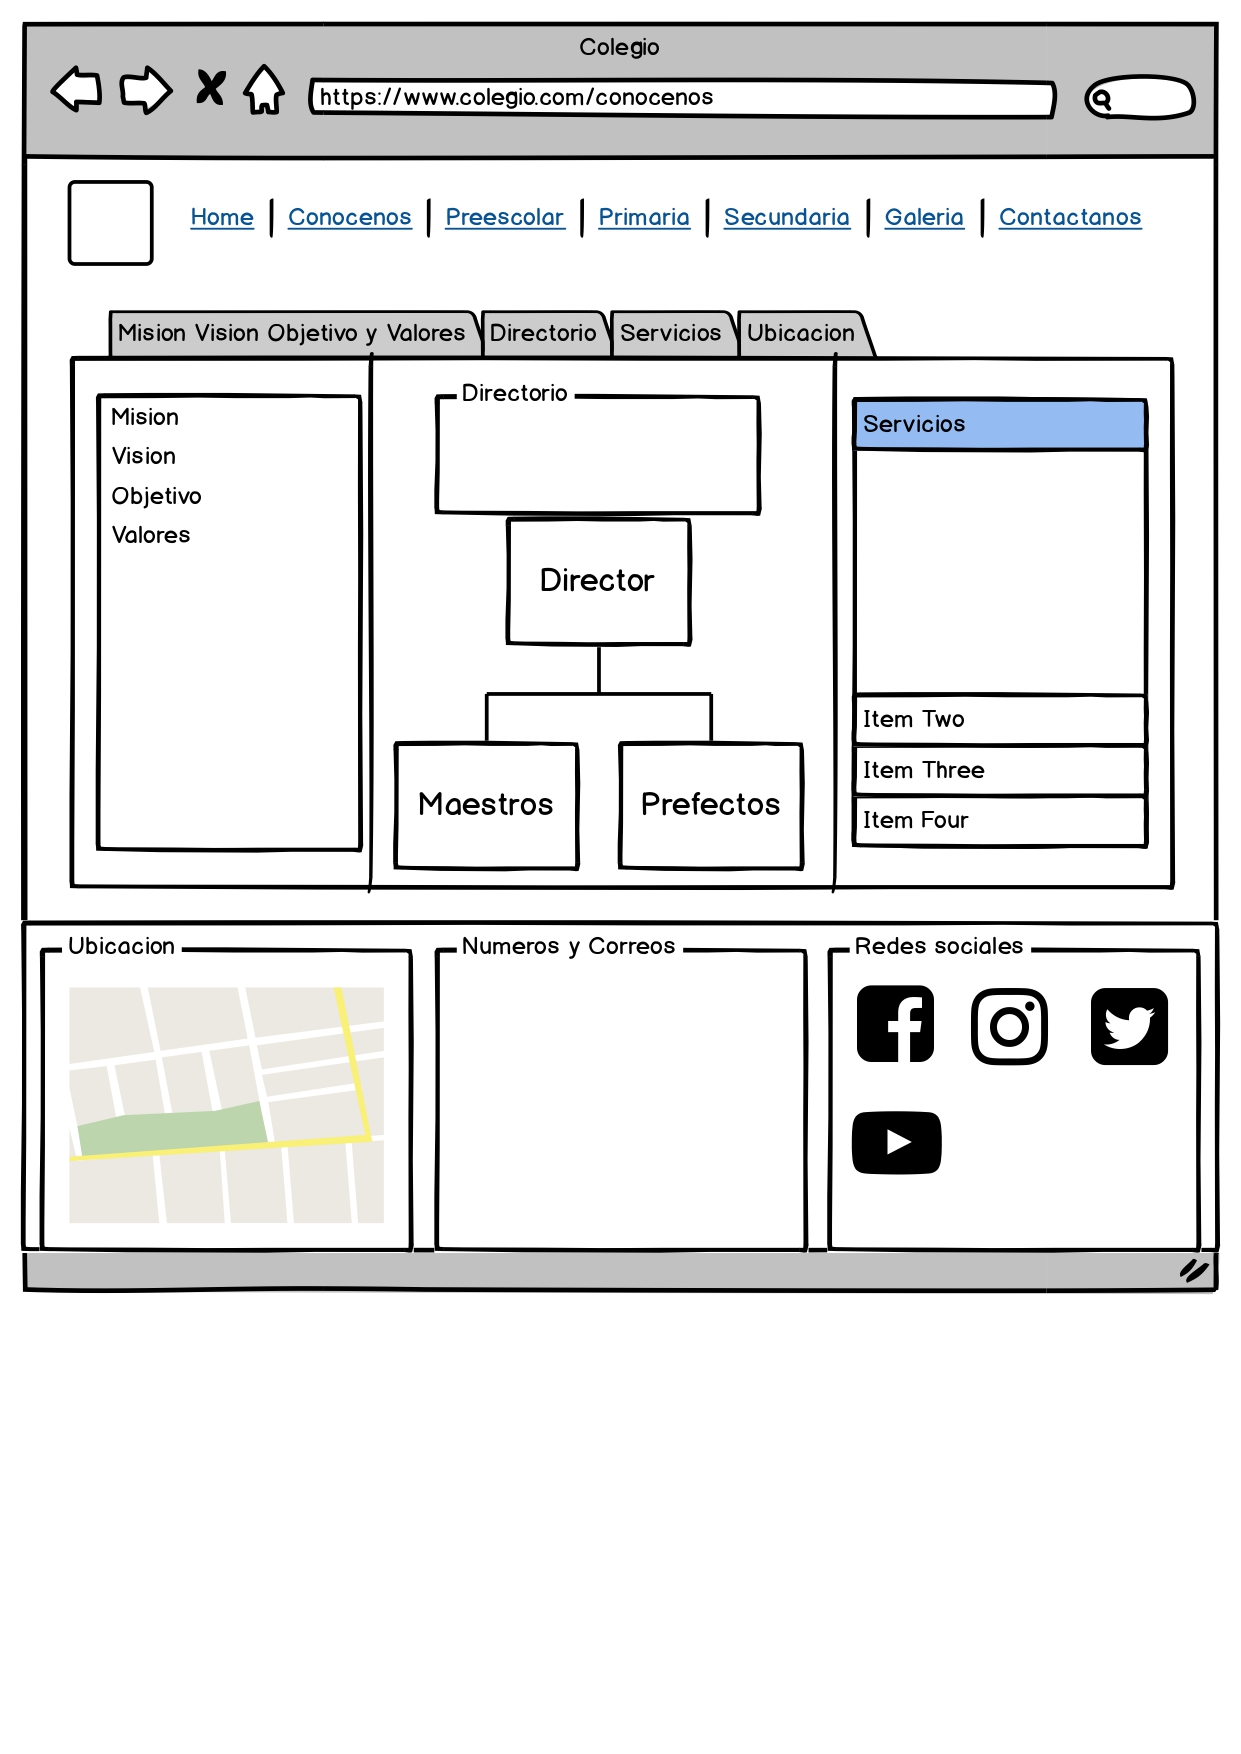 Colegio
https://www.colegio.com/conocenos
Home Conocenos Preescolar Primaria Secundaria Galeria Contactanos
Mision Vision Objetivo y Valores Directorio Servicios Ubicacion
Mision
Vision
Objetivo
Valores
Directorio
Director
Maestros Prefectos
Servicios
Item Two
Item Three
Item Four
Ubicacion
Numeros y Correos
Redes sociales